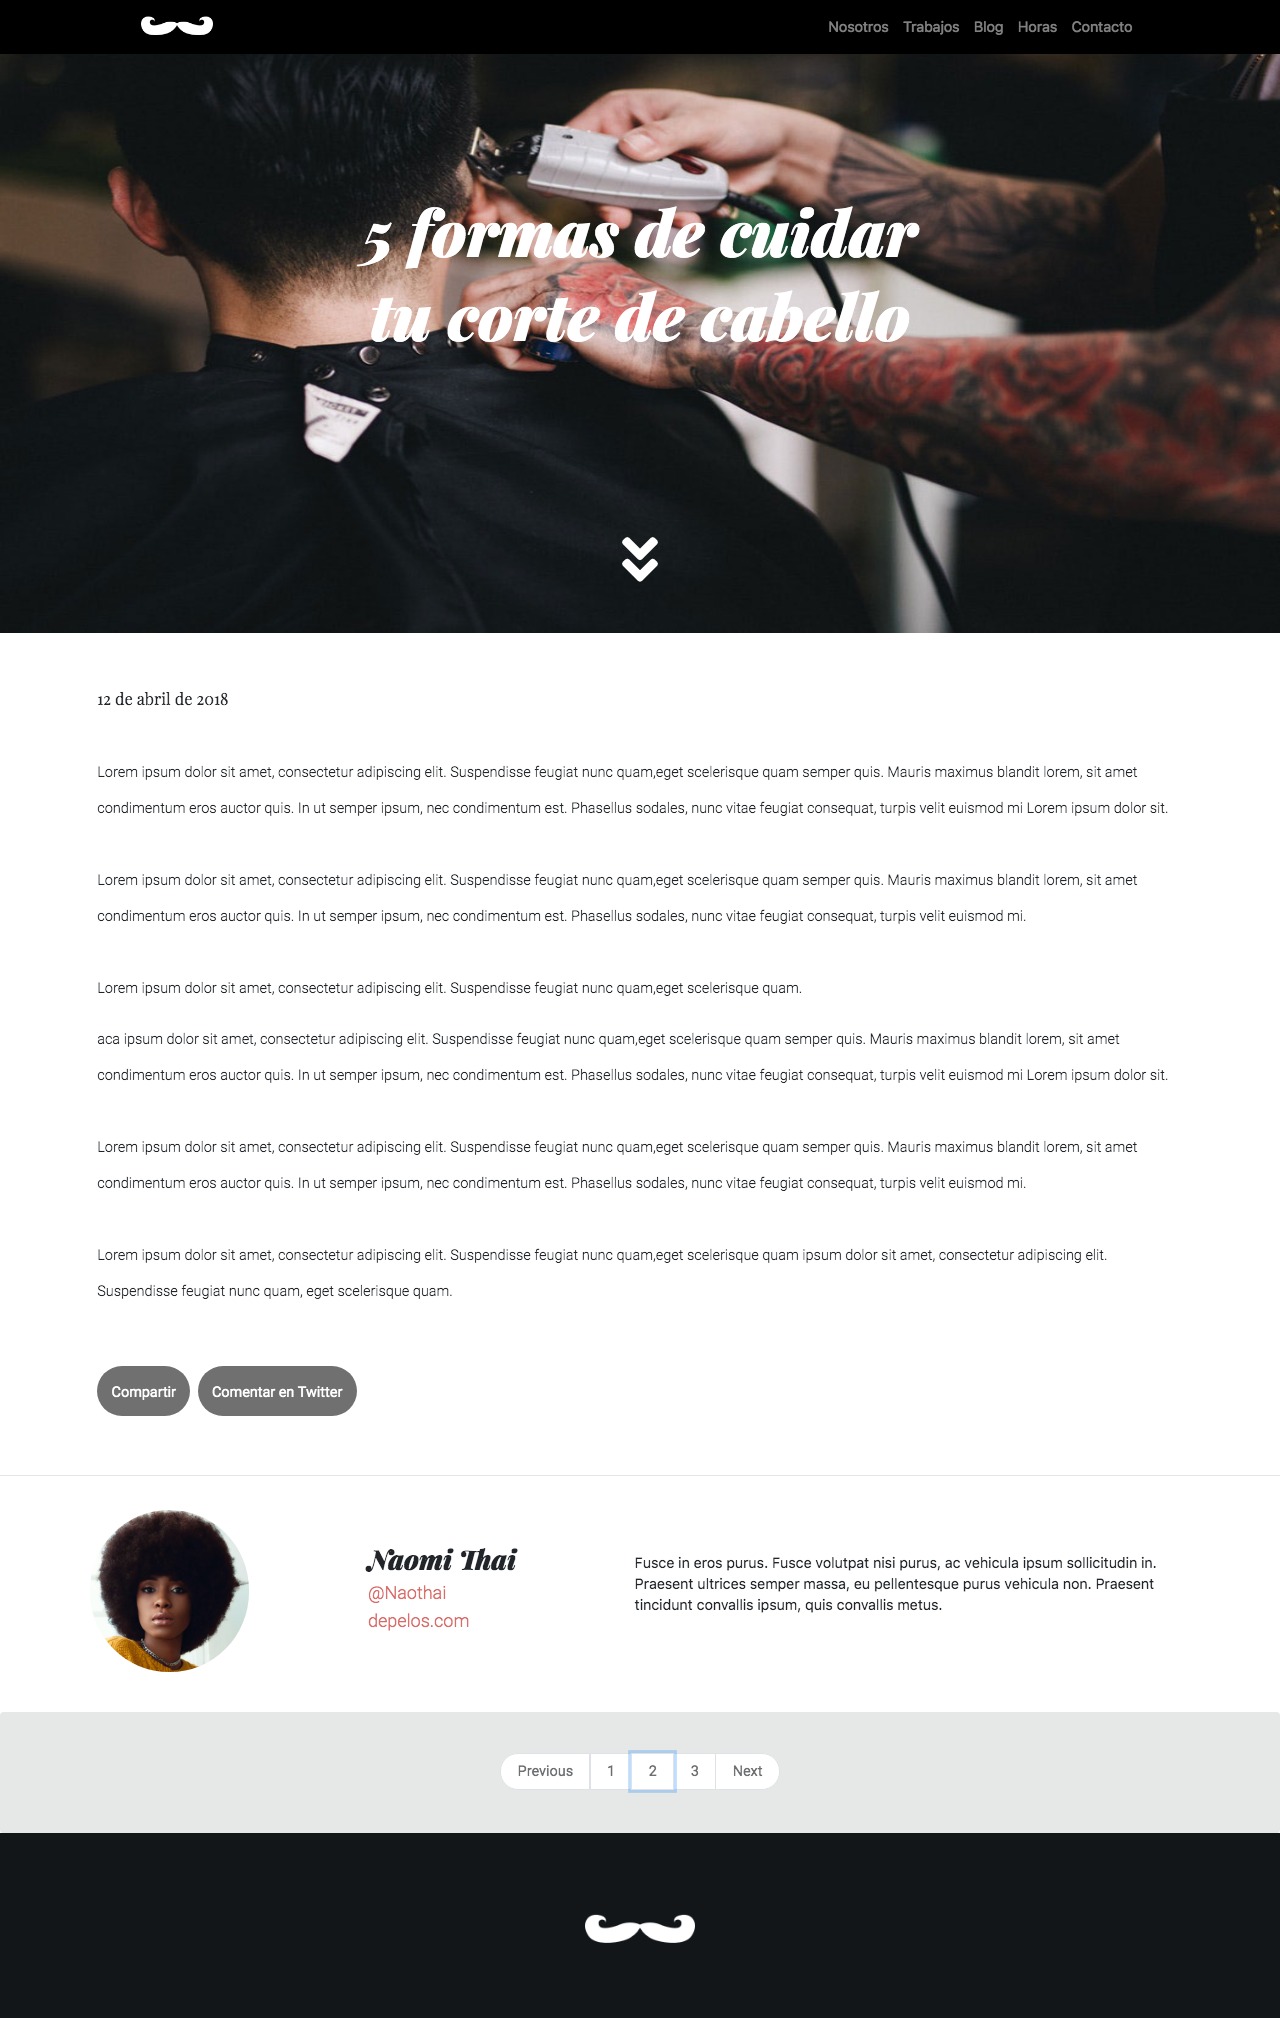 Nosotros Trabajos Blog Horas Contacto
5 formas de cuidar
tu corte de cabello
12 de abril de 2018
Lorem ipsum dolor sit amet, consectetur adipiscing elit. Suspendisse feugiat nunc quam,eget scelerisque quam semper quis. Mauris maximus blandit lorem, sit amet
condimentum eros auctor quis. In ut semper ipsum, nec condimentum est. Phasellus sodales, nunc vitae feugiat consequat, turpis velit euismod mi Lorem ipsum dolor sit.
Lorem ipsum dolor sit amet, consectetur adipiscing elit. Suspendisse feugiat nunc quam,eget scelerisque quam semper quis. Mauris maximus blandit lorem, sit amet
condimentum eros auctor quis. In ut semper ipsum, nec condimentum est. Phasellus sodales, nunc vitae feugiat consequat, turpis velit euismod mi.
Lorem ipsum dolor sit amet, consectetur adipiscing elit. Suspendisse feugiat nunc quam,eget scelerisque quam.
aca ipsum dolor sit amet, consectetur adipiscing elit. Suspendisse feugiat nunc quam,eget scelerisque quam semper quis. Mauris maximus blandit lorem, sit amet
condimentum eros auctor quis. In ut semper ipsum, nec condimentum est. Phasellus sodales, nunc vitae feugiat consequat, turpis velit euismod mi Lorem ipsum dolor sit.
Lorem ipsum dolor sit amet, consectetur adipiscing elit. Suspendisse feugiat nunc quam,eget scelerisque quam semper quis. Mauris maximus blandit lorem, sit amet
condimentum eros auctor quis. In ut semper ipsum, nec condimentum est. Phasellus sodales, nunc vitae feugiat consequat, turpis velit euismod mi.
Lorem ipsum dolor sit amet, consectetur adipiscing elit. Suspendisse feugiat nunc quam,eget scelerisque quam ipsum dolor sit amet, consectetur adipiscing elit.
Suspendisse feugiat nunc quam, eget scelerisque quam.
Compartir Comentar en Twitter
Naomi Thai
@Naothai
depelos.com
Fusce in eros purus. Fusce volutpat nisi purus, ac vehicula ipsum sollicitudin in.
Praesent ultrices semper massa, eu pellentesque purus vehicula non. Praesent
tincidunt convallis ipsum, quis convallis metus.
Previous 1 2 3 Next